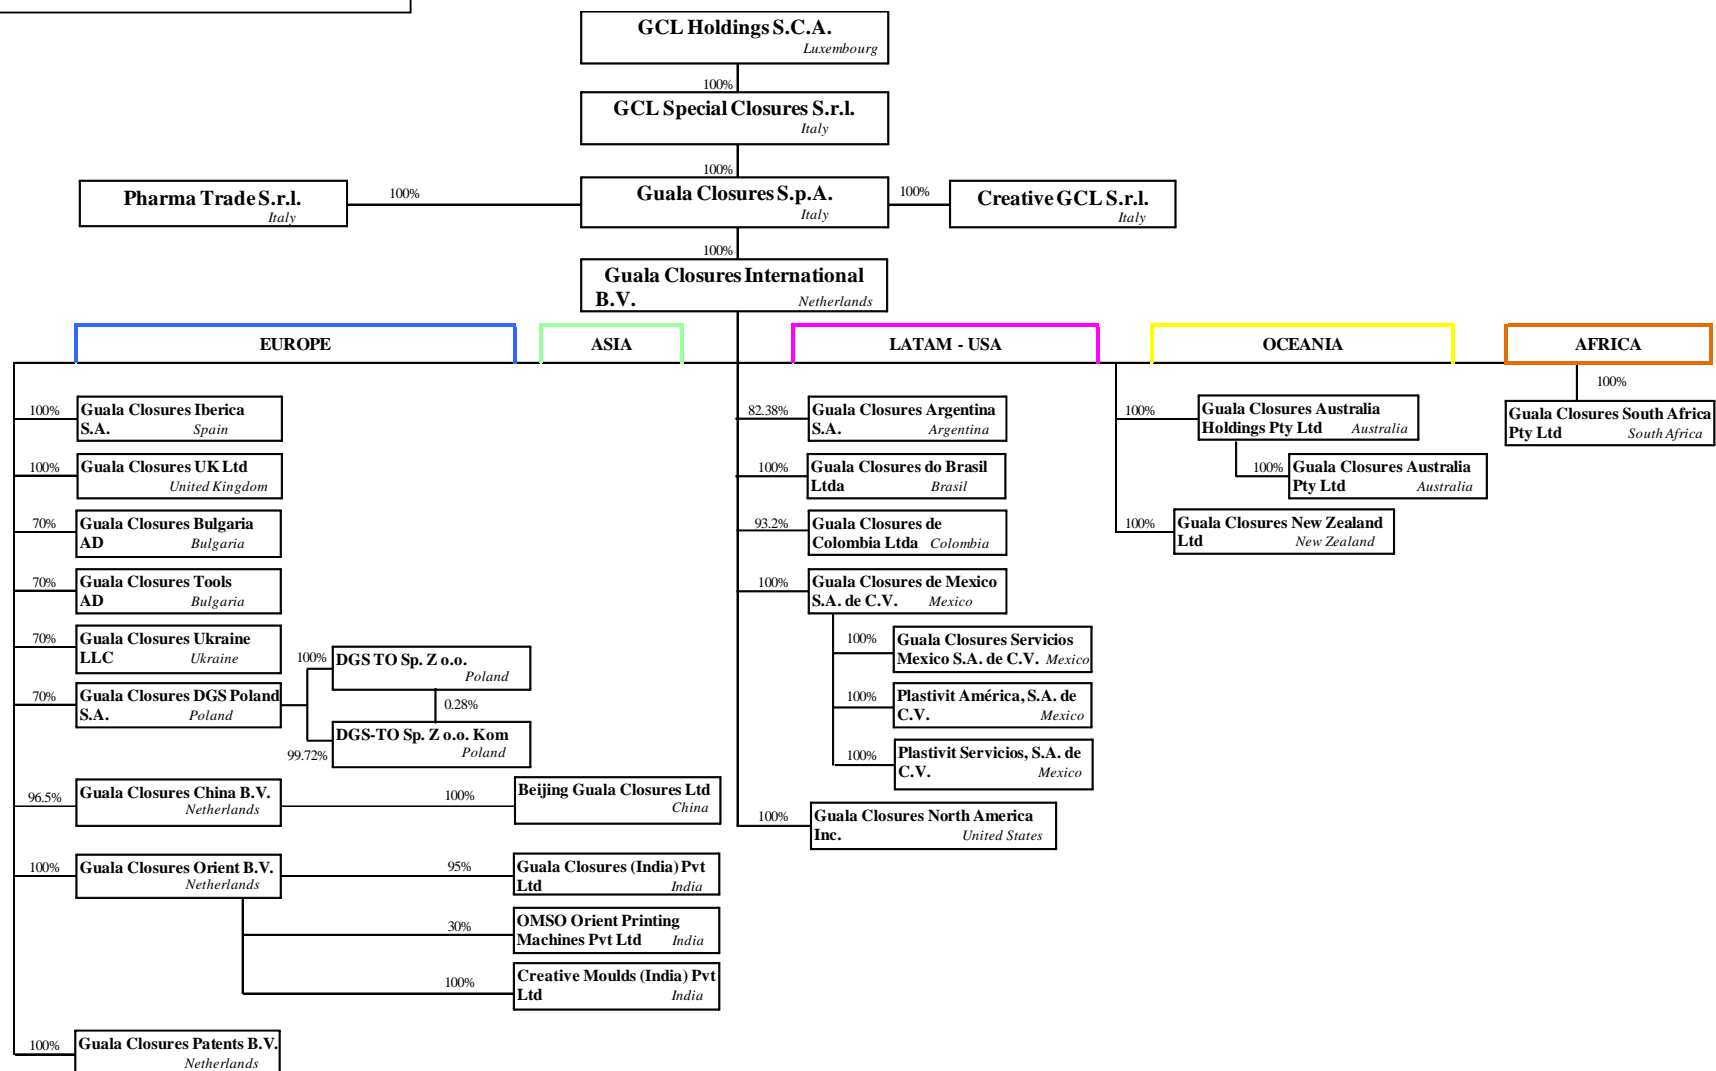 GCL Holdings S.C.A.
Luxembourg
100%
GCL Special Closures S.r.l.
Italy
100%
Pharma Trade S.r.l.
Italy
100%
Guala Closures S.p.A.
Italy
100%
Creative GCL S.r.l.
Italy
100%
Guala Closures International
B.V. Netherlands
EUROPE
ASIA
LATAM - USA
OCEANIA
AFRICA
100%
Guala Closures Iberica
S.A. Spain
100%
Guala Closures UK Ltd
United Kingdom
70%
Guala Closures Bulgaria
AD Bulgaria
70%
Guala Closures Tools
AD Bulgaria
70%
Guala Closures Ukraine
LLC Ukraine
70%
Guala Closures DGS Poland
S.A. Poland
100%
DGS TO Sp. Z o.o.
Poland
0.28%
99.72%
DGS-TO Sp. Z o.o. Kom
Poland
96.5%
Guala Closures China B.V.
Netherlands
100%
Beijing Guala Closures Ltd
China
100%
Guala Closures Orient B.V.
Netherlands
95%
Guala Closures (India) Pvt
Ltd India
30%
OMSO Orient Printing
Machines Pvt Ltd India
100%
Creative Moulds (India) Pvt
Ltd India
100%
Guala Closures Patents B.V.
Netherlands
82.38%
Guala Closures Argentina
S.A. Argentina
100%
Guala Closures do Brasil
Ltda Brasil
93.2%
Guala Closures de
Colombia Ltda Colombia
100%
Guala Closures de Mexico
S.A. de C.V. Mexico
100%
Guala Closures Servicios
Mexico S.A. de C.V. Mexico
100%
Plastivit América, S.A. de
C.V. Mexico
100%
Plastivit Servicios, S.A. de
C.V. Mexico
100%
Guala Closures North America
Inc. United States
100%
Guala Closures Australia
Holdings Pty Ltd Australia
100%
Guala Closures Australia
Pty Ltd Australia
100%
Guala Closures New Zealand
Ltd New Zealand
100%
Guala Closures South Africa
Pty Ltd South Africa